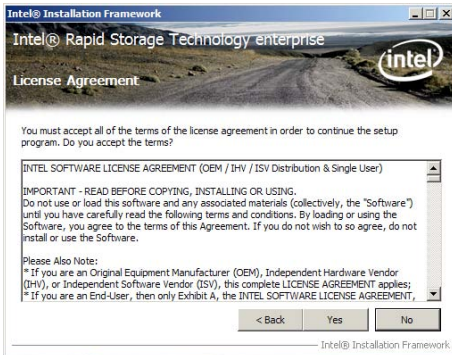 Intel® Installation Framework
Intel® Rapid Storage Technology enterprise
intel
License Agreement
You must accept all of the terms of the license agreement in order to continue the setup
program. Do you accept the terms?
INTEL SOFTWARE LICENSE AGREEMENT (OEM / IHV / ISV Distribution & Single User)
IMPORTANT - READ BEFORE COPYING, INSTALLING OR USING.
Do not use or load this software and any associated materials (collectively, the "Software")
until you have carefully read the following terms and conditions. By loading or using the
Software, you agree to the terms of this Agreement. If you do not wish to so agree, do not
install or use the Software.
Please Also Note:
* If you are an Original Equipment Manufacturer (OEM), Independent Hardware Vendor
(IHV), or Independent Software Vendor (ISV), this complete LICENSE AGREEMENT applies;
* If you are an End-User, then only Exhibit A, the INTEL SOFTWARE LICENSE AGREEMENT,
< Back Yes No
Intel® Installation Framework